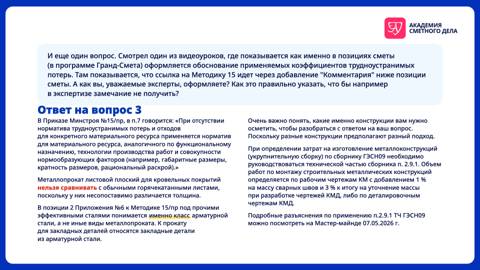 АКАДЕМИЯ
СМЕТНОГО ДЕЛА
И еще один вопрос. Смотрел один из видеоуроков, где показывается как именно в позициях сметы
(в программе Гранд-Смета) оформляется обоснование применяемых коэффициентов трудноустранимых
потерь. Там показывается, что ссылка на Методику 15 идет через добавление "Комментария" ниже позиции
сметы. А как вы, уважаемые эксперты, оформляете? Как это правильно указать, что бы например
в экспертизе замечание не получить?
Ответ на вопрос 3
В Приказе Минстроя №15/пр, в п.7 говорится: «При отсутствии
норматива трудноустранимых потерь и отходов
для конкретного материального ресурса применяется норматив
для материального ресурса, аналогичного по функциональному
назначению, технологии производства работ и совокупности
нормообразующих факторов (например, габаритные размеры,
кратность размеров, рациональный раскрой).»
Металлопрокат листовой плоский для кровельных покрытий
нельзя сравнивать с обычными горячекатаными листами,
поскольку у них несопоставимо различается толщина.
В позиции 2 Приложения №6 к Методике 15/пр под прочими
эффективными сталями понимается именно класс арматурной
стали, а не иные виды металлопроката. К прокату
для закладных деталей относятся закладные детали
из арматурной стали.
Очень важно понять, какие именно конструкции вам нужно
осметить, чтобы разобраться с ответом на ваш вопрос.
Поскольку разные конструкции предполагают разный подход.
При определении затрат на изготовление металлоконструкций
(укрупнительную сборку) по сборнику ГЭСН09 необходимо
руководствоваться технической частью сборника п. 2.9.1. Объем
работ по монтажу строительных металлических конструкций
определяется по рабочим чертежам КМ с добавлением 1 %
на массу сварных швов и 3 % к итогу на уточнение массы
при разработке чертежей КМД, либо по деталировочным
чертежам КМД.
Подробные разъяснения по применению п.2.9.1 ТЧ ГЭСН09
можно посмотреть на Мастер-майнде 07.05.2026 г.